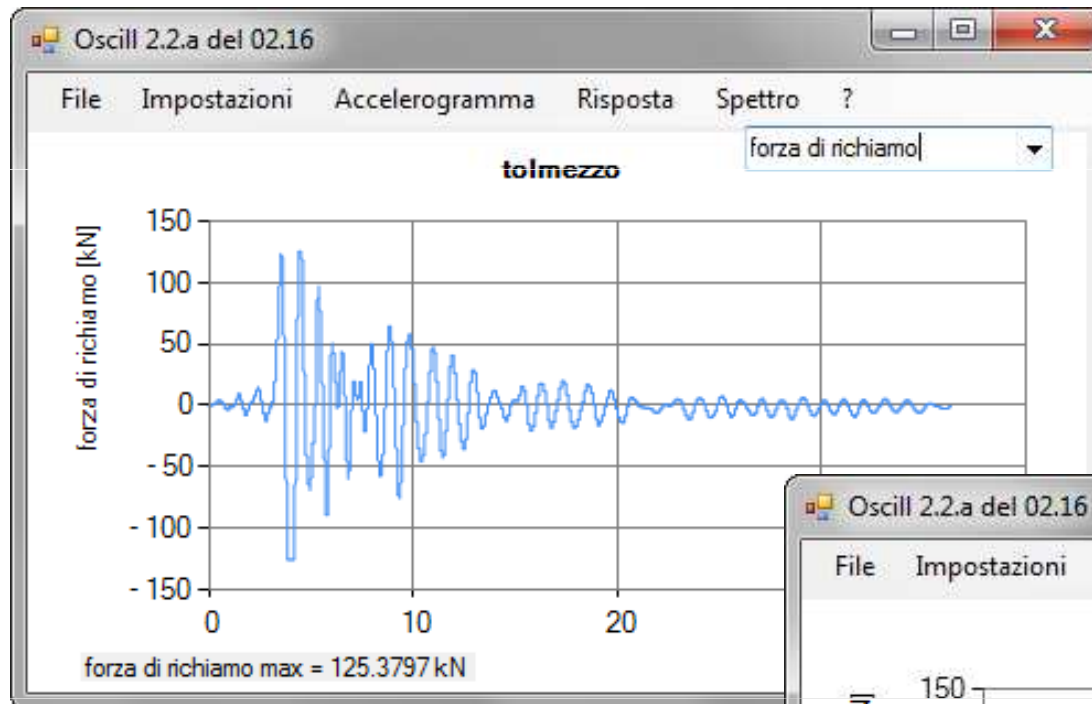 Oscill 2.2.a del 02.16
File Impostazioni Accelerogramma Risposta Spettro ?
forza di richiamo
tolmezzo
forza di richiamo [kN]
150
100
50
0
- 50
- 100
- 150
0 10 20
forza di richiamo max = 125.3797 kN
Oscill 2.2.a del 02.16
File Impostazioni
150